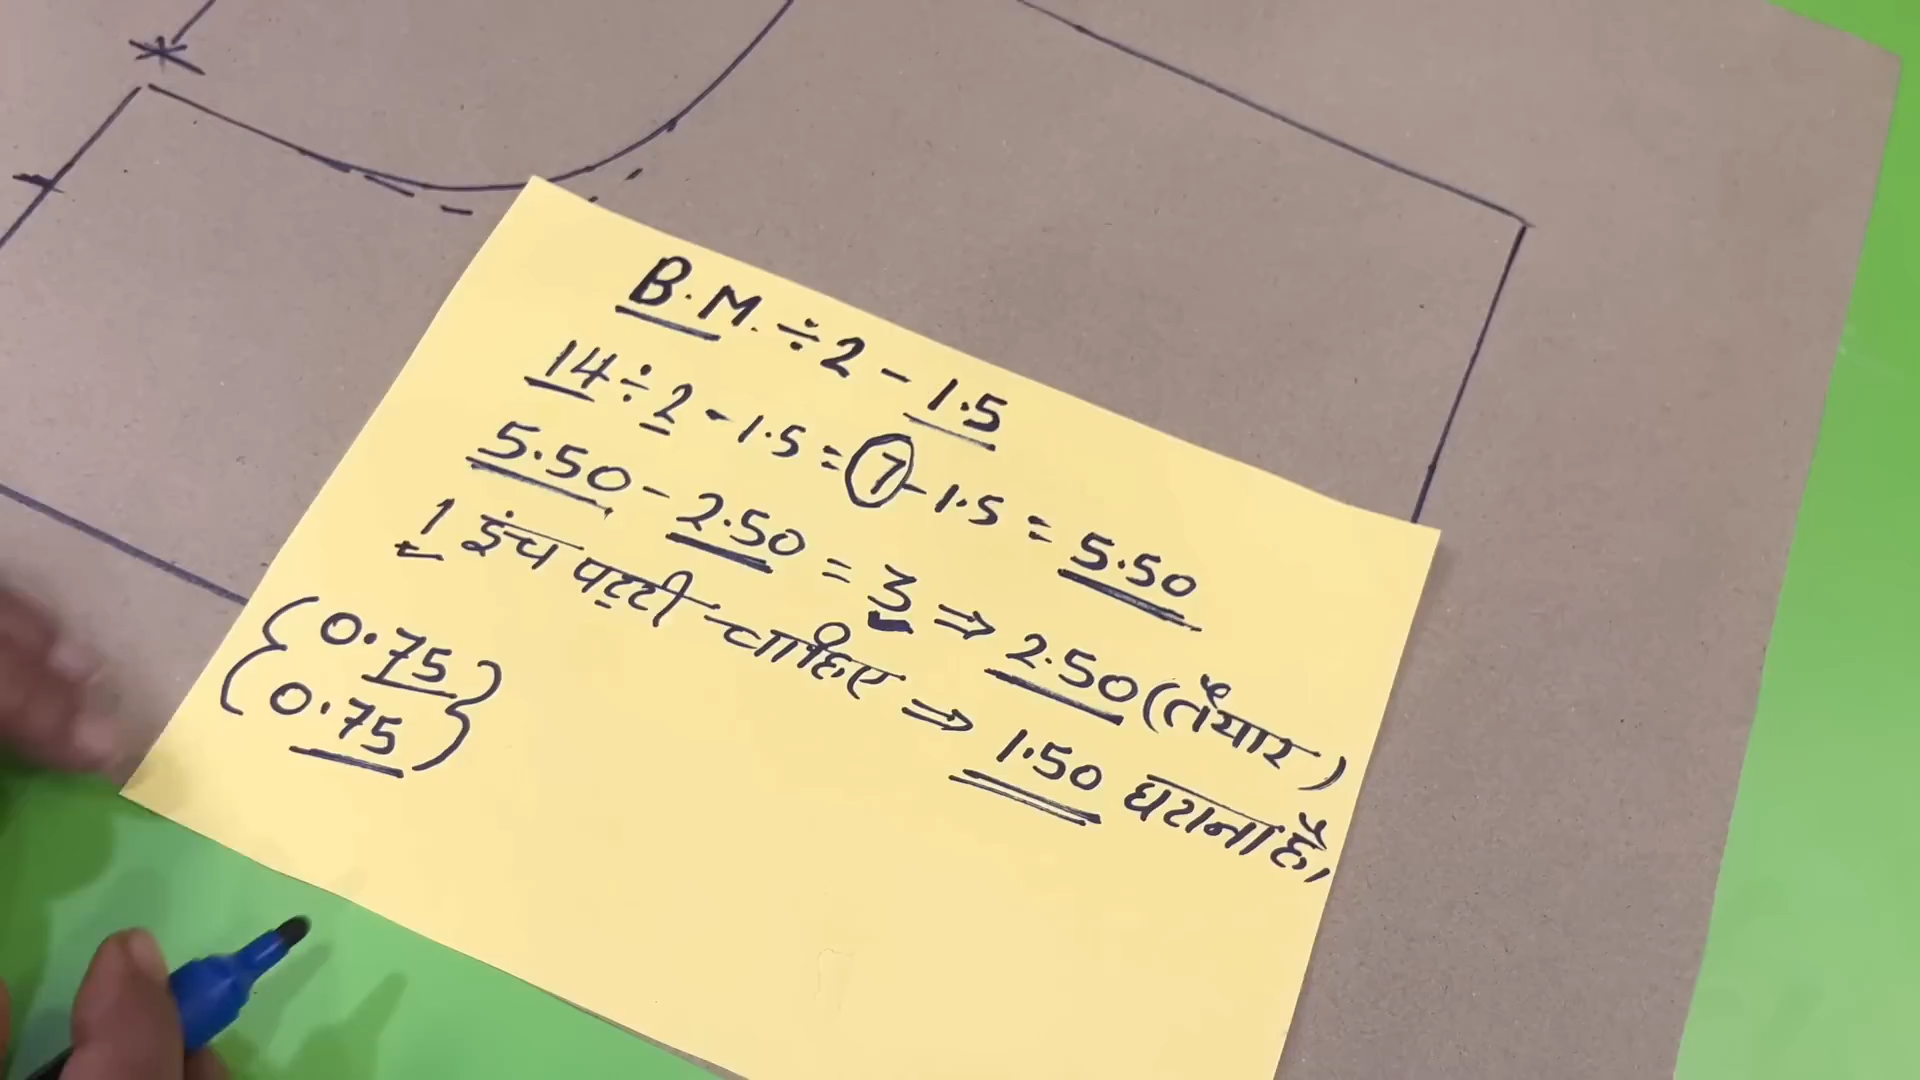 B.M. ÷ 2 - 1.5
14 ÷ 2 - 1.5 = 7 - 1.5 = 5.50
5.50 - 2.50 = 3 ⇒ 2.50 (तैयार)
1 इंच पट्टी चाहिए ⇒ 1.50 घटाना है,
0.75
0.75